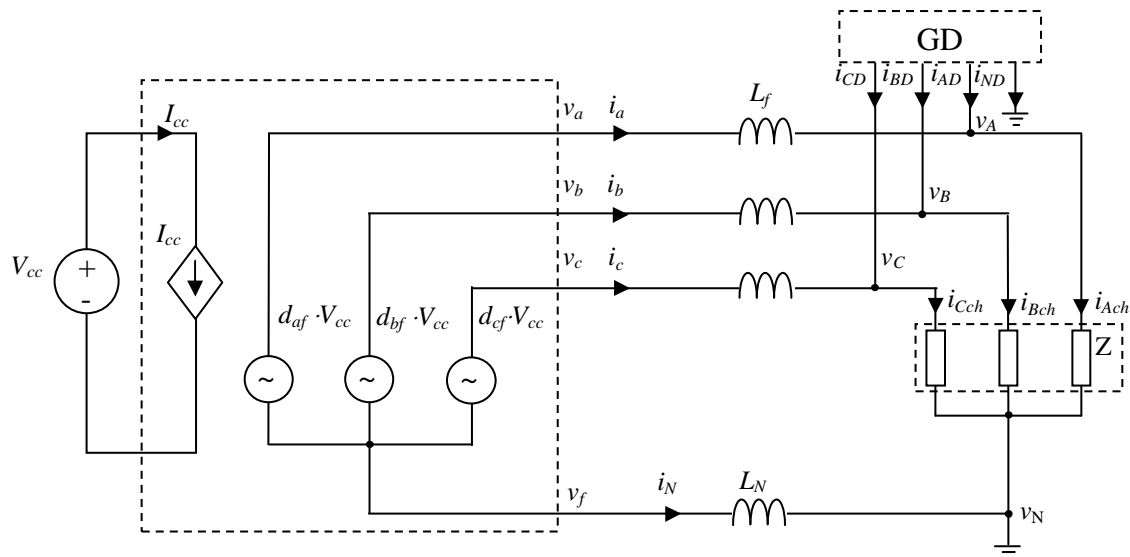 GD
i_CD i_BD i_AD i_ND
I_cc
v_a i_a L_f v_A
v_b i_b v_B
I_cc
v_c i_c v_C
V_cc
+
-
i_Cch i_Bch i_Ach
d_af ·V_cc d_bf ·V_cc d_cf·V_cc
Z
~ ~ ~
v_f i_N L_N v_N